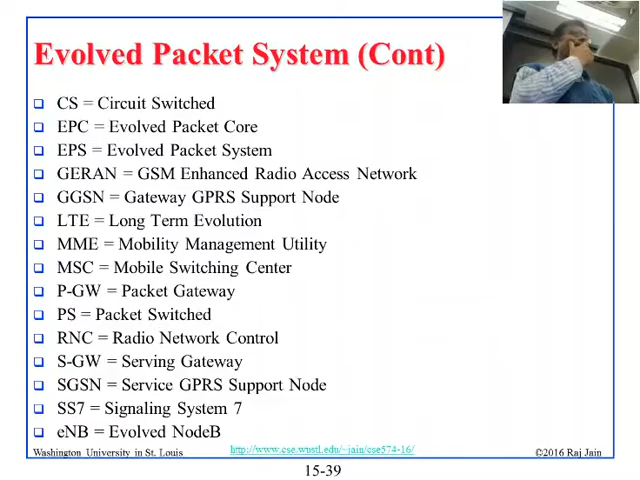 Evolved Packet System (Cont)
CS = Circuit Switched
EPC = Evolved Packet Core
EPS = Evolved Packet System
GERAN = GSM Enhanced Radio Access Network
GGSN = Gateway GPRS Support Node
LTE = Long Term Evolution
MME = Mobility Management Utility
MSC = Mobile Switching Center
P-GW = Packet Gateway
PS = Packet Switched
RNC = Radio Network Control
S-GW = Serving Gateway
SGSN = Service GPRS Support Node
SS7 = Signaling System 7
eNB = Evolved NodeB
Washington University in St. Louis http://www.cse.wustl.edu/~jain/cse574-16/ ©2016 Raj Jain
15-39